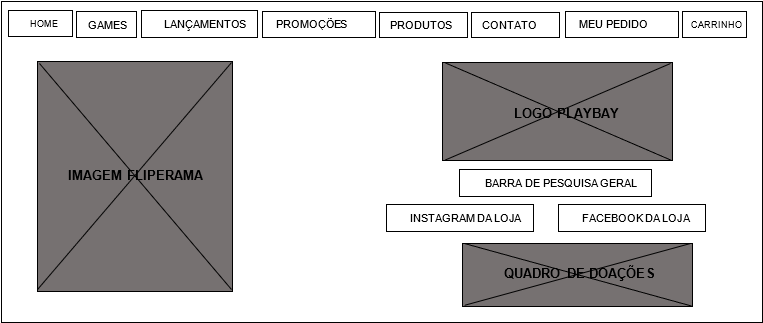 HOME
GAMES
LANÇAMENTOS
PROMOÇÕES
PRODUTOS
CONTATO
MEU PEDIDO
CARRINHO
IMAGEM FLIPERAMA
LOGO PLAYBAY
BARRA DE PESQUISA GERAL
INSTAGRAM DA LOJA
FACEBOOK DA LOJA
QUADRO DE DOAÇÕES